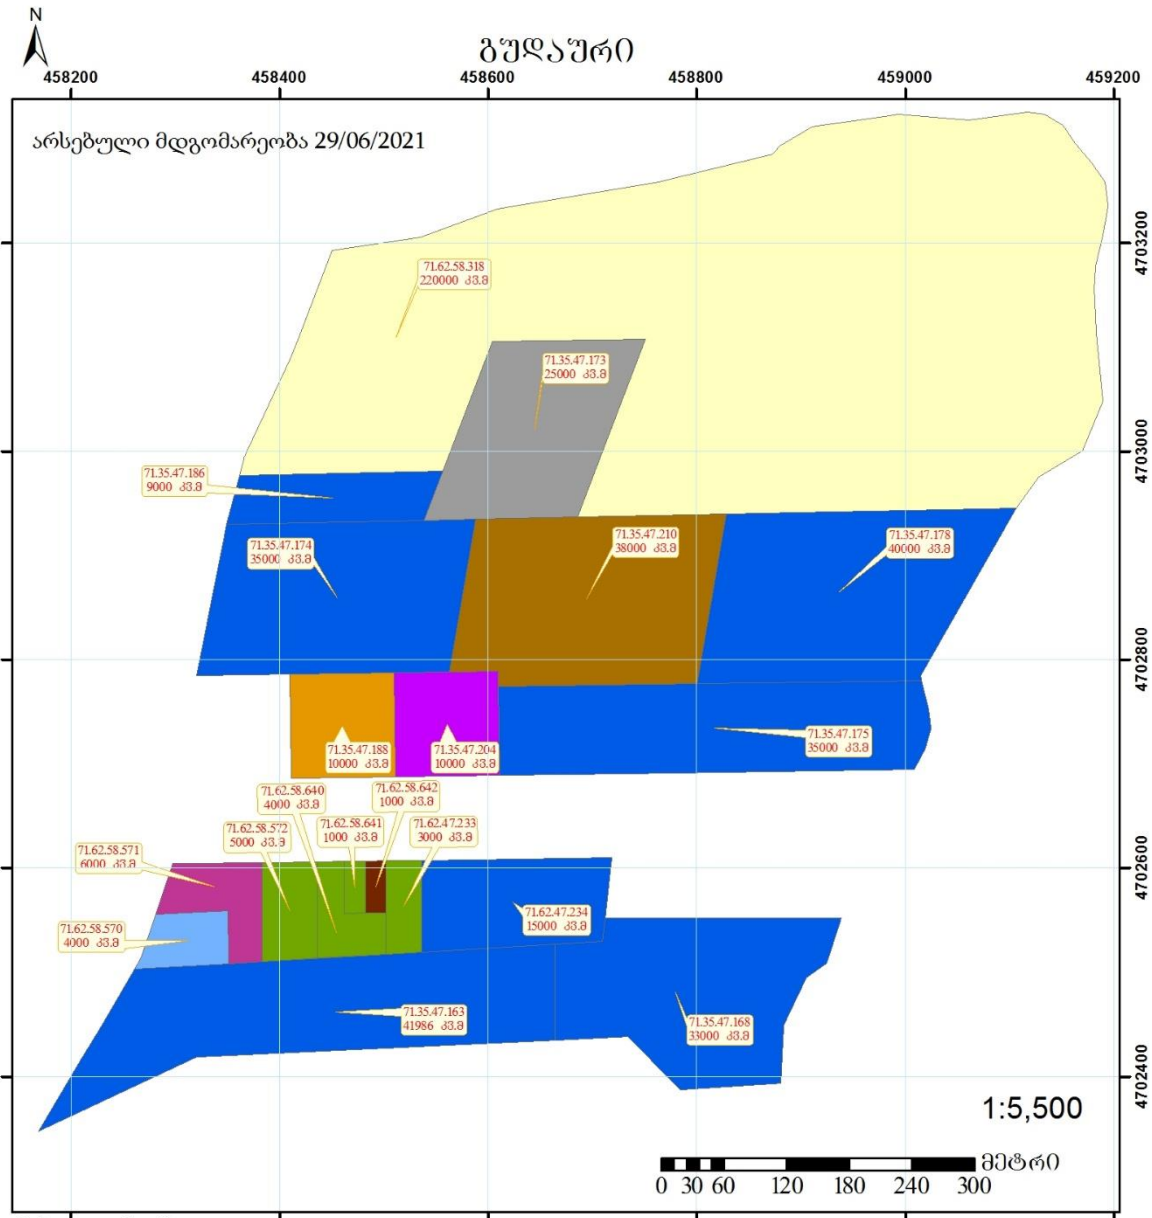 N
გუდაური
458200 458400 458600 458800 459000 459200
არსებული მდგომარეობა 29/06/2021
4703200
71.62.58.318
220000 კვ.მ
71.35.47.173
25000 კვ.მ
4703000
71.35.47.186
9000 კვ.მ
71.35.47.174
35000 კვ.მ
71.35.47.210
38000 კვ.მ
71.35.47.178
40000 კვ.მ
4702800
71.35.47.188
10000 კვ.მ
71.35.47.204
10000 კვ.მ
71.35.47.175
35000 კვ.მ
71.62.58.640
4000 კვ.მ
71.62.58.642
1000 კვ.მ
71.62.58.572
5000 კვ.მ
71.62.58.641
1000 კვ.მ
71.62.47.233
3000 კვ.მ
71.62.58.571
6000 კვ.მ
4702600
71.62.58.570
4000 კვ.მ
71.62.47.234
15000 კვ.მ
71.35.47.163
41986 კვ.მ
71.35.47.168
33000 კვ.მ
4702400
1:5,500
მეტრი
0 30 60 120 180 240 300